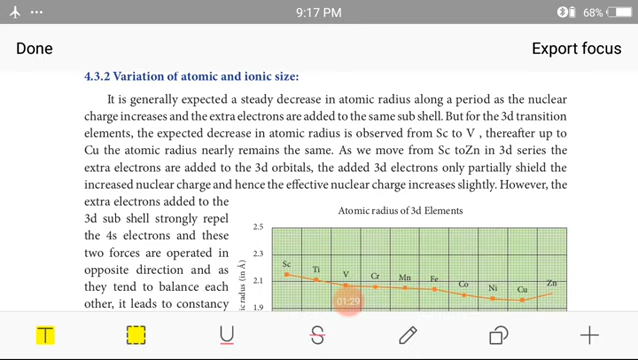 9:17 PM
68%
Done
Export focus
4.3.2 Variation of atomic and ionic size:
It is generally expected a steady decrease in atomic radius along a period as the nuclear
charge increases and the extra electrons are added to the same sub shell. But for the 3d transition
elements, the expected decrease in atomic radius is observed from Sc to V , thereafter up to
Cu the atomic radius nearly remains the same. As we move from Sc toZn in 3d series the
extra electrons are added to the 3d orbitals, the added 3d electrons only partially shield the
increased nuclear charge and hence the effective nuclear charge increases slightly. However, the
extra electrons added to the
3d sub shell strongly repel
the 4s electrons and these
two forces are operated in
opposite direction and as
they tend to balance each
other, it leads to constancy
Atomic radius of 3d Elements
2.5
2.3
2.1
1.9
ic radius (in Å)
Sc
Ti
V
Cr
Mn
Fe
Co
Ni
Cu
Zn
01:29
T
U
S